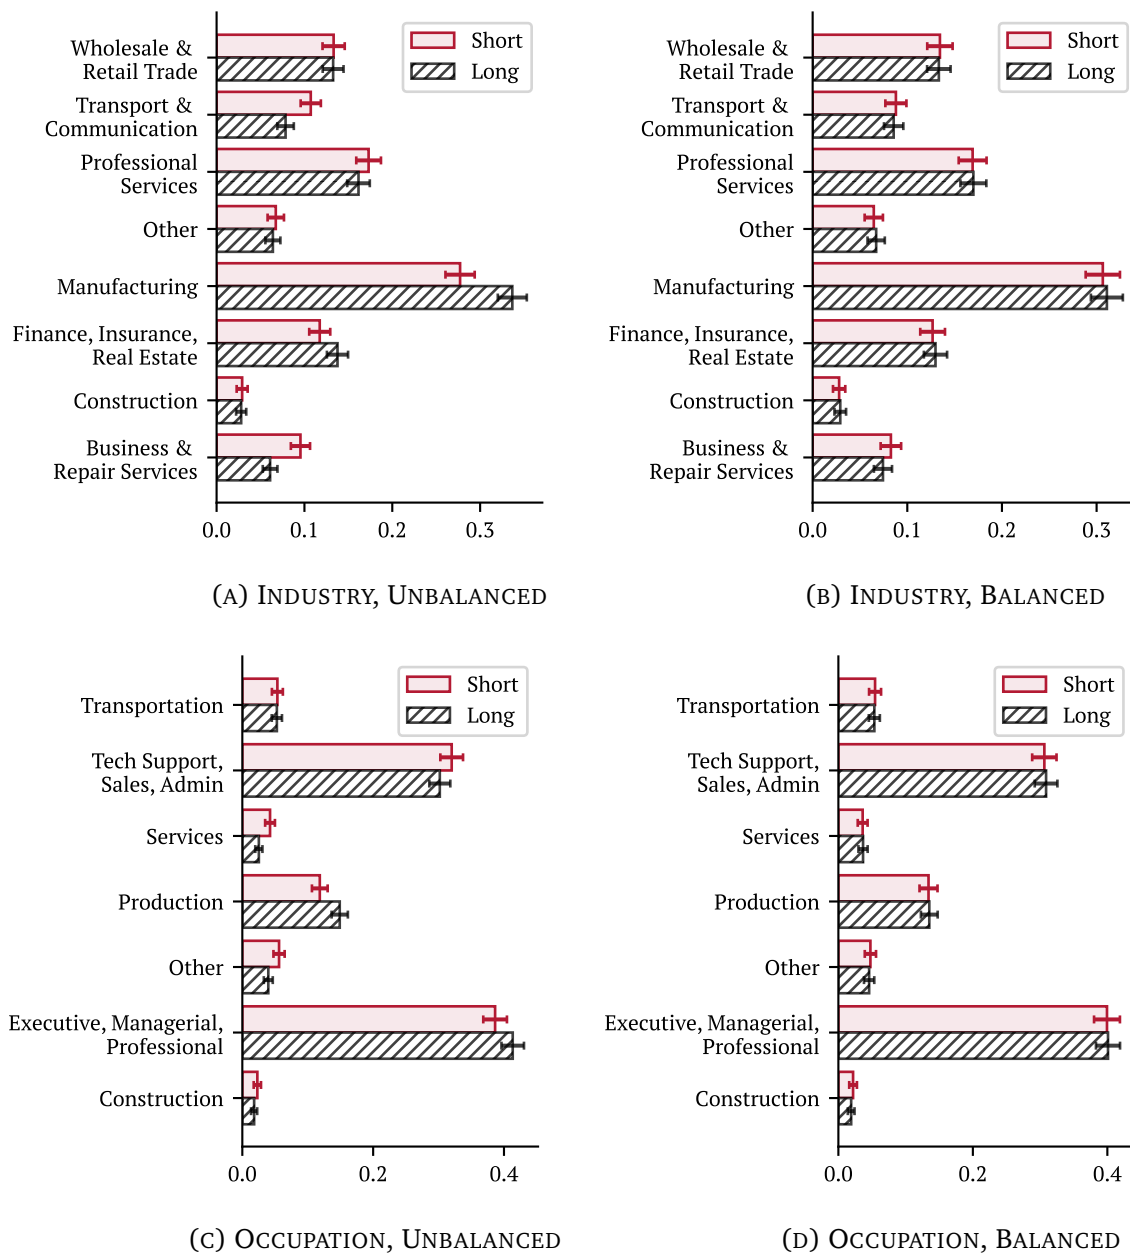 Wholesale &
Retail Trade
Transport &
Communication
Professional
Services
Other
Manufacturing
Finance, Insurance,
Real Estate
Construction
Business &
Repair Services
Short
Long
0.0 0.1 0.2 0.3
(A) INDUSTRY, UNBALANCED
Wholesale &
Retail Trade
Transport &
Communication
Professional
Services
Other
Manufacturing
Finance, Insurance,
Real Estate
Construction
Business &
Repair Services
Short
Long
0.0 0.1 0.2 0.3
(B) INDUSTRY, BALANCED
Transportation
Tech Support,
Sales, Admin
Services
Production
Other
Executive, Managerial,
Professional
Construction
Short
Long
0.0 0.2 0.4
(C) OCCUPATION, UNBALANCED
Transportation
Tech Support,
Sales, Admin
Services
Production
Other
Executive, Managerial,
Professional
Construction
Short
Long
0.0 0.2 0.4
(D) OCCUPATION, BALANCED